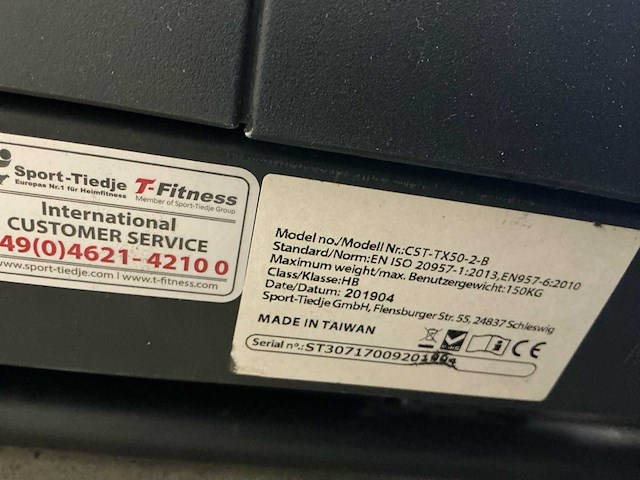 Sport-Tiedje
Europas Nr.1 für Heimfitness
T-Fitness
Member of Sport-Tiedje Group
International
CUSTOMER SERVICE
49(0)4621-4210 0
www.sport-tiedje.com | www.t-fitness.com
Model no./Modell Nr.:CST-TX50-2-B
Standard/Norm:EN ISO 20957-1:2013,EN957-6:2010
Maximum weight/max. Benutzergewicht:150KG
Class/Klasse:HB
Date/Datum: 201904
Sport-Tiedje GmbH, Flensburger Str. 55, 24837 Schleswig
MADE IN TAIWAN
CE
Serial nº.: ST30717009201904